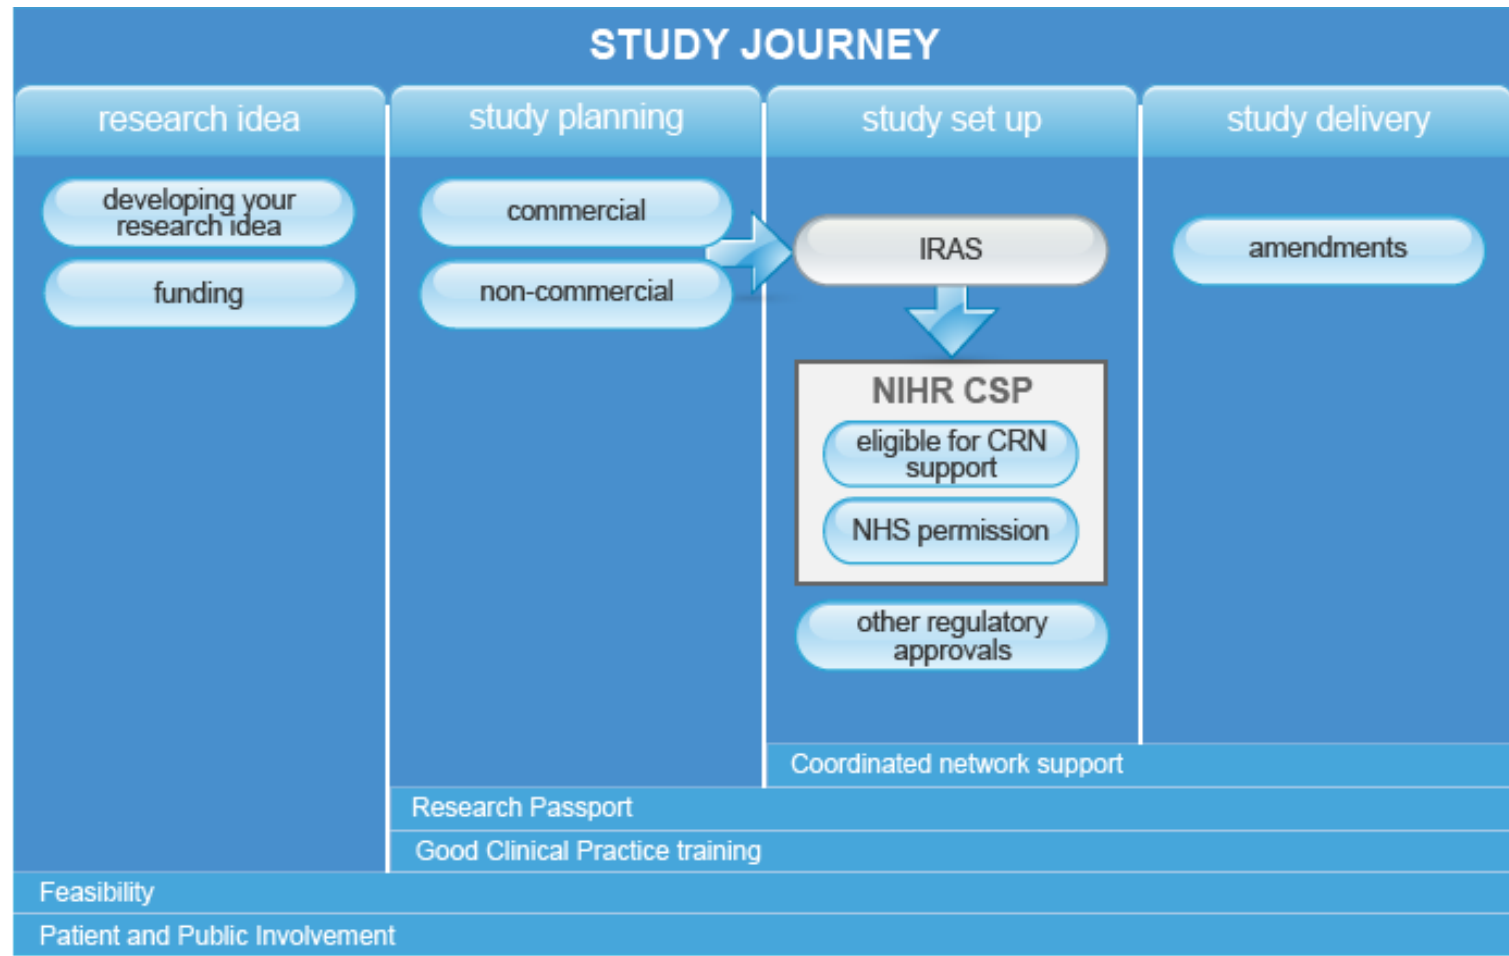 STUDY JOURNEY
research idea
study planning
study set up
study delivery
developing your
research idea
funding
commercial
non-commercial
IRAS
NIHR CSP
eligible for CRN
support
NHS permission
other regulatory
approvals
amendments
Coordinated network support
Research Passport
Good Clinical Practice training
Feasibility
Patient and Public Involvement